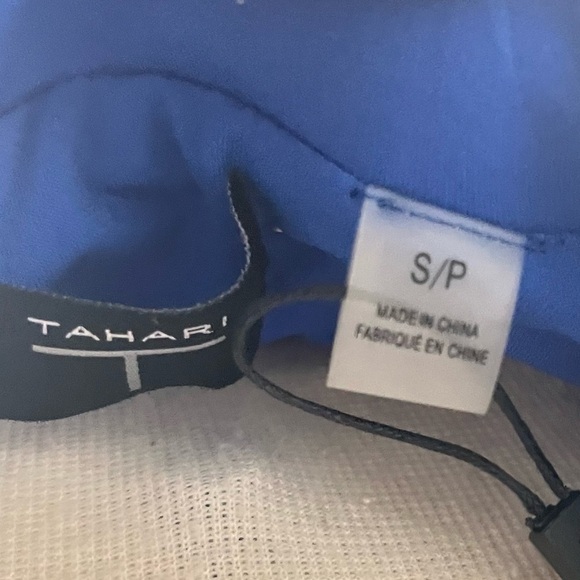 TAHARI
T
S/P
MADE IN CHINA
FABRIQUÉ EN CHINE